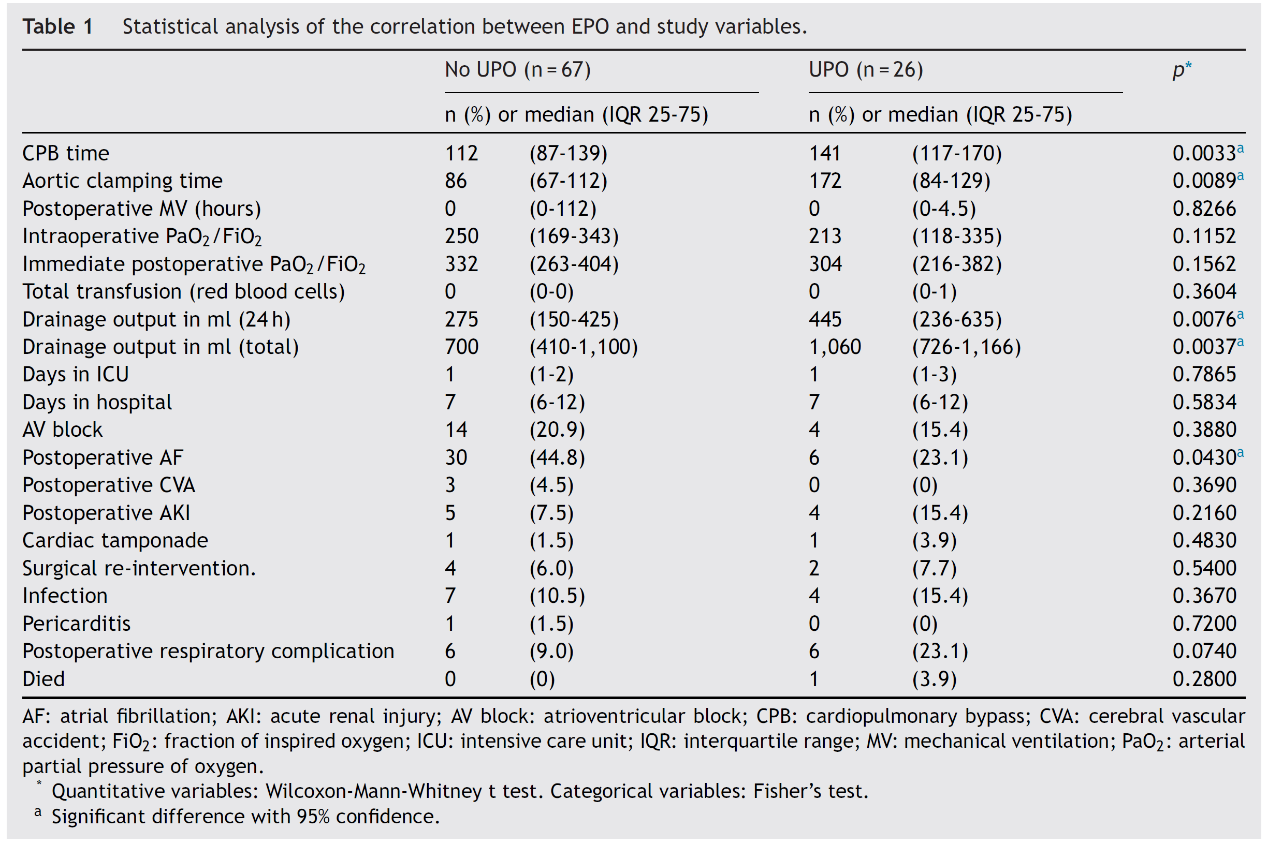 Table 1 Statistical analysis of the correlation between EPO and study variables.
No UPO (n = 67) UPO (n = 26) p*
n (%) or median (IQR 25-75) n (%) or median (IQR 25-75)
CPB time 112 (87-139) 141 (117-170) 0.0033a
Aortic clamping time 86 (67-112) 172 (84-129) 0.0089a
Postoperative MV (hours) 0 (0-112) 0 (0-4.5) 0.8266
Intraoperative PaO2/FiO2 250 (169-343) 213 (118-335) 0.1152
Immediate postoperative PaO2/FiO2 332 (263-404) 304 (216-382) 0.1562
Total transfusion (red blood cells) 0 (0-0) 0 (0-1) 0.3604
Drainage output in ml (24 h) 275 (150-425) 445 (236-635) 0.0076a
Drainage output in ml (total) 700 (410-1,100) 1,060 (726-1,166) 0.0037a
Days in ICU 1 (1-2) 1 (1-3) 0.7865
Days in hospital 7 (6-12) 7 (6-12) 0.5834
AV block 14 (20.9) 4 (15.4) 0.3880
Postoperative AF 30 (44.8) 6 (23.1) 0.0430a
Postoperative CVA 3 (4.5) 0 (0) 0.3690
Postoperative AKI 5 (7.5) 4 (15.4) 0.2160
Cardiac tamponade 1 (1.5) 1 (3.9) 0.4830
Surgical re-intervention. 4 (6.0) 2 (7.7) 0.5400
Infection 7 (10.5) 4 (15.4) 0.3670
Pericarditis 1 (1.5) 0 (0) 0.7200
Postoperative respiratory complication 6 (9.0) 6 (23.1) 0.0740
Died 0 (0) 1 (3.9) 0.2800
AF: atrial fibrillation; AKI: acute renal injury; AV block: atrioventricular block; CPB: cardiopulmonary bypass; CVA: cerebral vascular
accident; FiO2: fraction of inspired oxygen; ICU: intensive care unit; IQR: interquartile range; MV: mechanical ventilation; PaO2: arterial
partial pressure of oxygen.
* Quantitative variables: Wilcoxon-Mann-Whitney t test. Categorical variables: Fisher's test.
a Significant difference with 95% confidence.